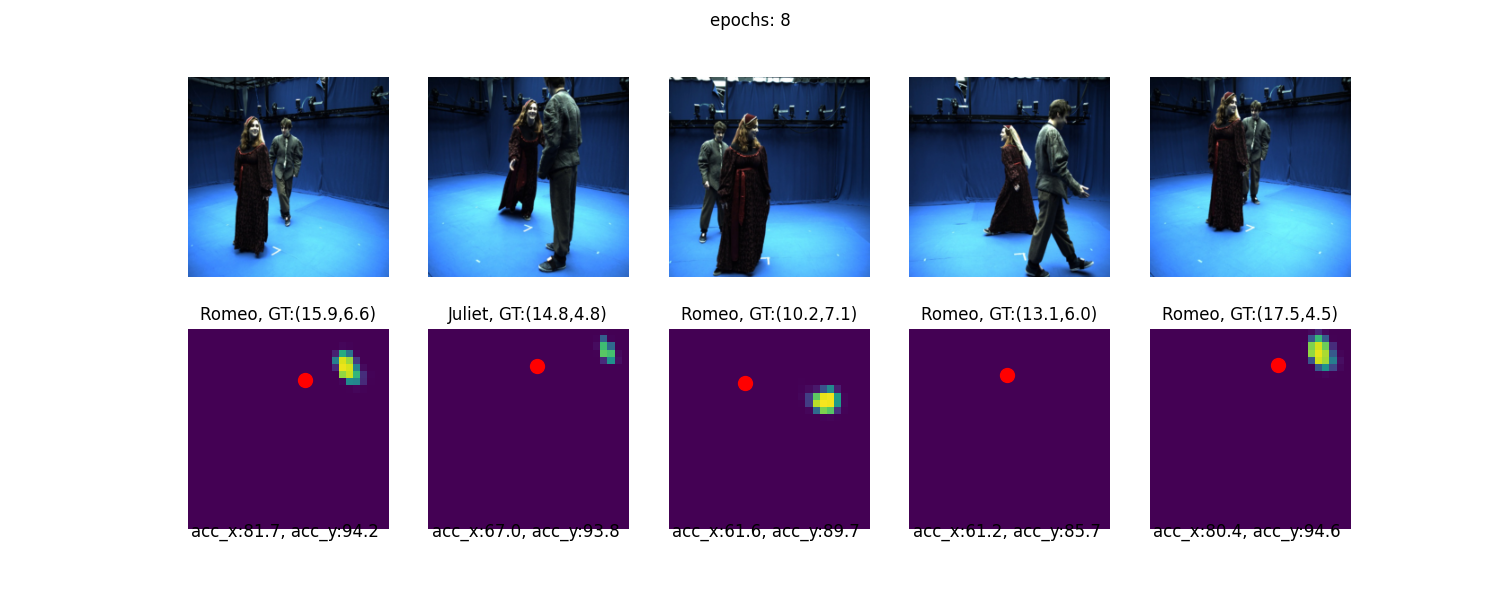 epochs: 8
Romeo, GT:(15.9,6.6)
Juliet, GT:(14.8,4.8)
Romeo, GT:(10.2,7.1)
Romeo, GT:(13.1,6.0)
Romeo, GT:(17.5,4.5)
acc_x:81.7, acc_y:94.2
acc_x:67.0, acc_y:93.8
acc_x:61.6, acc_y:89.7
acc_x:61.2, acc_y:85.7
acc_x:80.4, acc_y:94.6